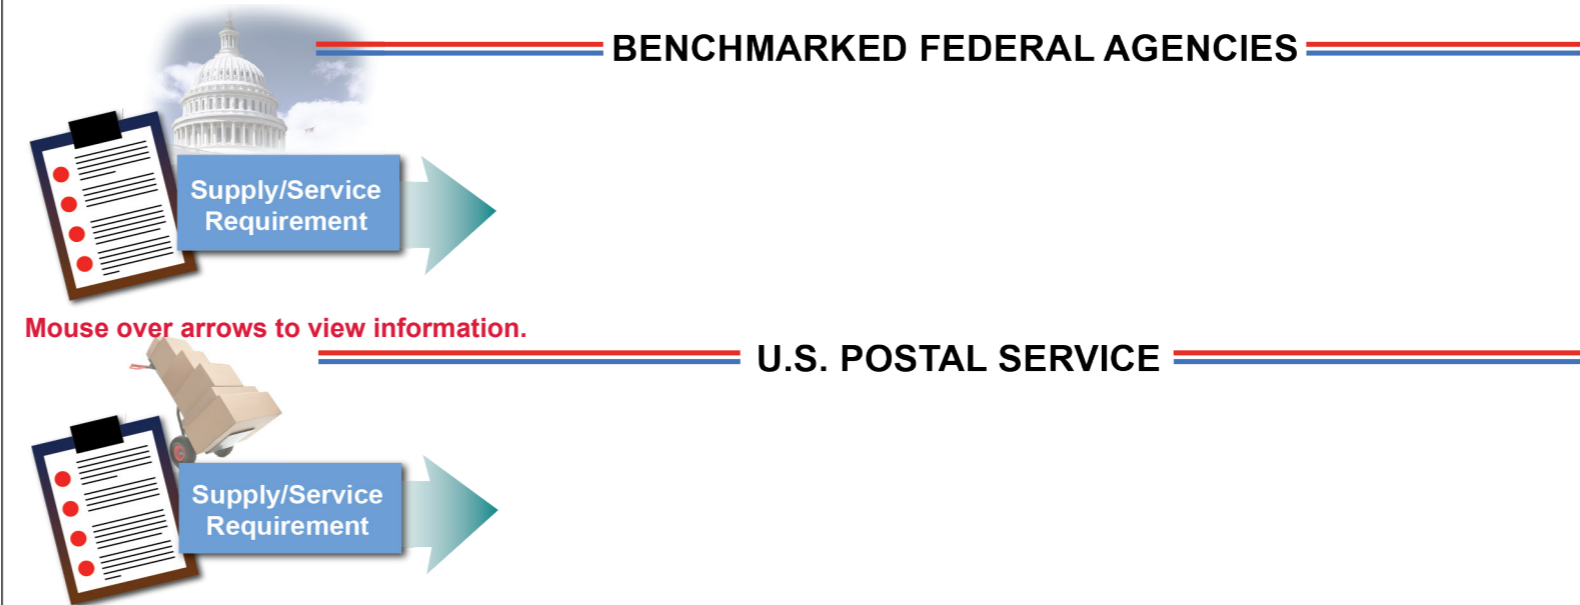 BENCHMARKED FEDERAL AGENCIES
Supply/Service
Requirement
Mouse over arrows to view information.
U.S. POSTAL SERVICE
Supply/Service
Requirement